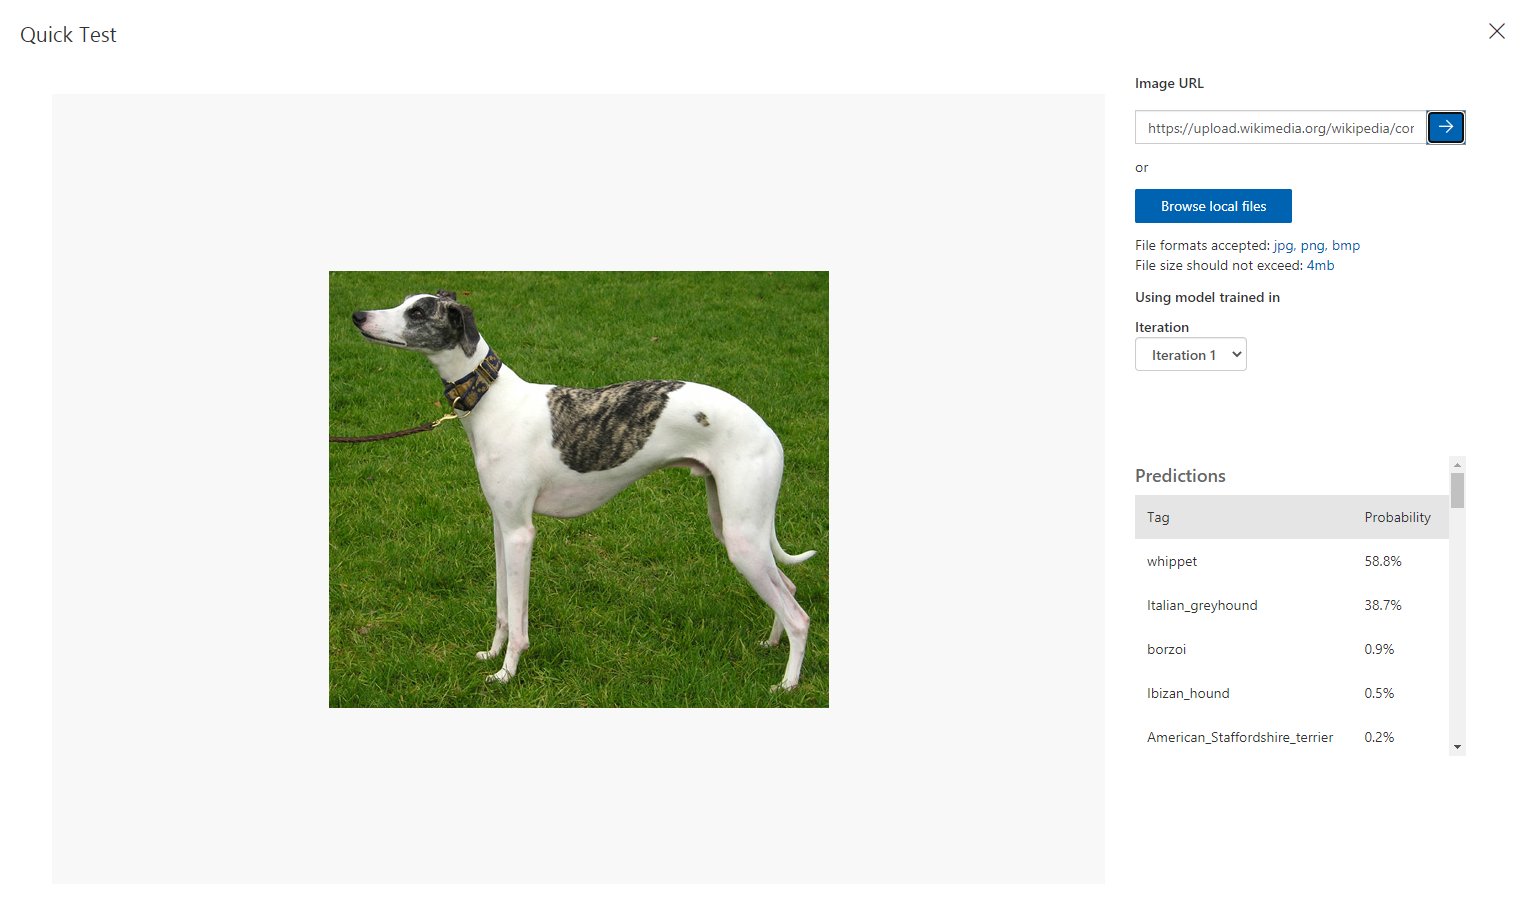 Quick Test
Image URL
https://upload.wikimedia.org/wikipedia/cor
or
Browse local files
File formats accepted: jpg, png, bmp
File size should not exceed: 4mb
Using model trained in
Iteration
Iteration 1
Predictions
Tag Probability
whippet 58.8%
Italian_greyhound 38.7%
borzoi 0.9%
Ibizan_hound 0.5%
American_Staffordshire_terrier 0.2%